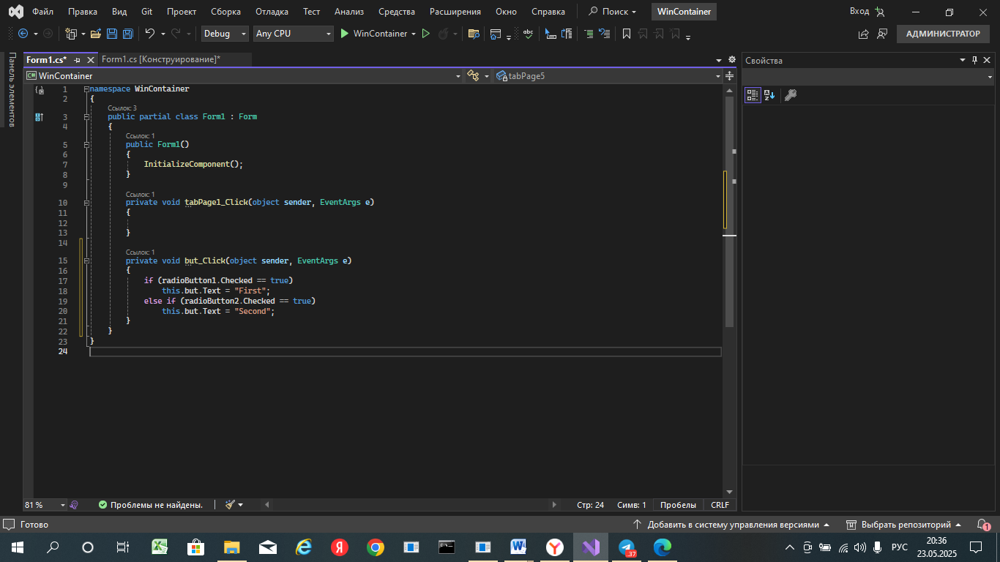 Файл Правка Вид Git Проект Сборка Отладка Тест Анализ Средства Расширения Окно Справка Поиск WinContainer Вход
Debug Any CPU WinContainer АДМИНИСТРАТОР
Панель элементов
Form1.cs* Form1.cs [Конструирование]*
Свойства
WinContainer tabPage5
1 namespace WinContainer
2 {
Ссылок: 3
3 public partial class Form1 : Form
4 {
Ссылок: 1
5 public Form1()
6 {
7 InitializeComponent();
8 }
9
Ссылок: 1
10 private void tabPage1_Click(object sender, EventArgs e)
11 {
12
13 }
14
Ссылок: 1
15 private void but_Click(object sender, EventArgs e)
16 {
17 if (radioButton1.Checked == true)
18 this.but.Text = "First";
19 else if (radioButton2.Checked == true)
20 this.but.Text = "Second";
21 }
22 }
23 }
24
81 % Проблемы не найдены. Стр: 24 Симв: 1 Пробелы CRLF
Готово Добавить в систему управления версиями Выбрать репозиторий 1
37 РУС 20:36
23.05.2025